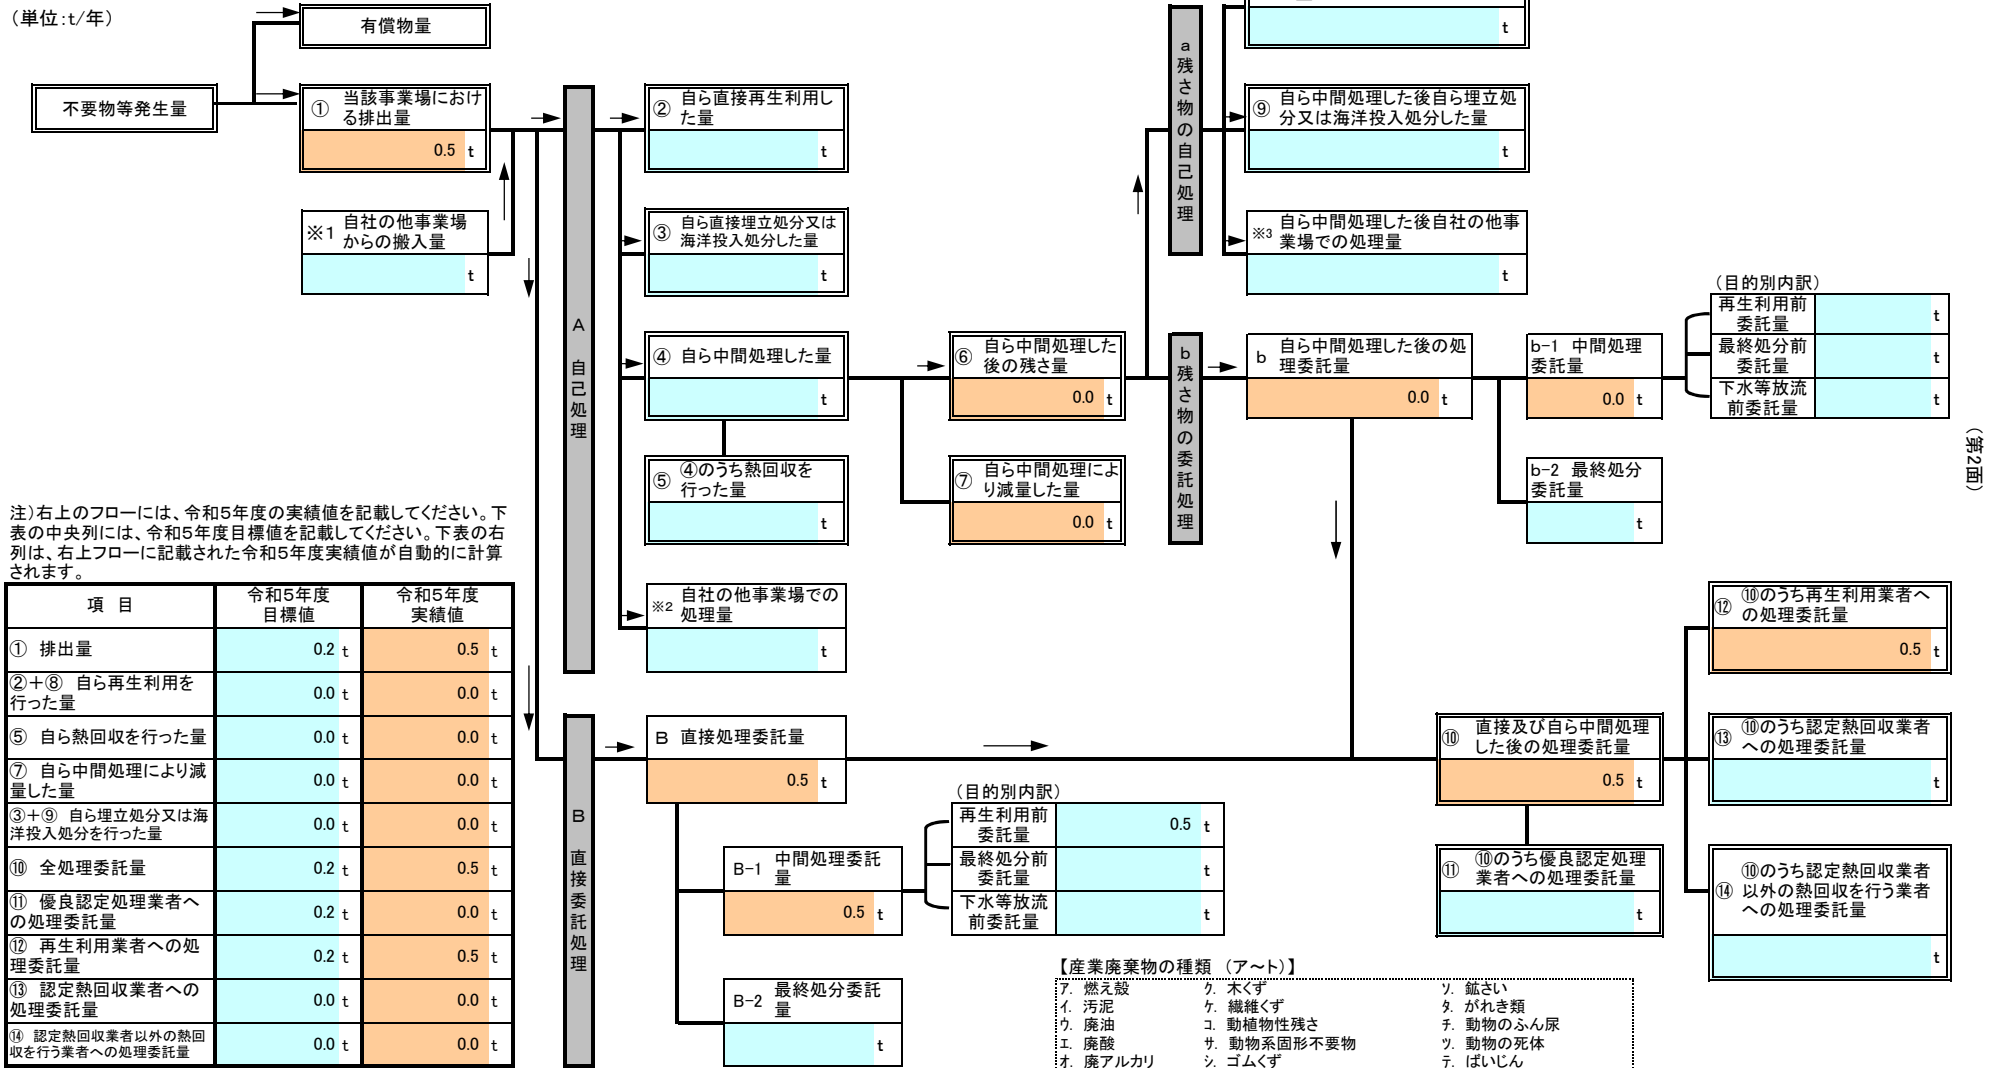 (単位:t/年)
有償物量
不要物等発生量
① 当該事業場におけ
る排出量
0.5 t
※1 自社の他事業場
からの搬入量
t
A 自己処理
② 自ら直接再生利用し
た量
t
③ 自ら直接埋立処分又は
海洋投入処分した量
t
④ 自ら中間処理した量
t
⑤ ④のうち熱回収を
行った量
t
※2 自社の他事業場での
処理量
t
⑥ 自ら中間処理した
後の残さ量
0.0 t
⑦ 自ら中間処理によ
り減量した量
0.0 t
a残さ物の自己処理
t
⑨ 自ら中間処理した後自ら埋立処
分又は海洋投入処分した量
t
※3 自ら中間処理した後自社の他事
業場での処理量
t
b残さ物の委託処理
b 自ら中間処理した後の処
理委託量
0.0 t
b-1 中間処理
委託量
0.0 t
b-2 最終処分
委託量
t
(目的別内訳)
再生利用前
委託量
t
最終処分前
委託量
t
下水等放流
前委託量
t
(第2面)
注)右上のフローには、令和5年度の実績値を記載してください。下
表の中央列には、令和5年度目標値を記載してください。下表の右
列は、右上フローに記載された令和5年度実績値が自動的に計算
されます。
項 目 令和5年度 令和5年度
目標値 実績値
① 排出量 0.2 t 0.5 t
②+⑧ 自ら再生利用を
行った量 0.0 t 0.0 t
⑤ 自ら熱回収を行った量 0.0 t 0.0 t
⑦ 自ら中間処理により減
量した量 0.0 t 0.0 t
③+⑨ 自ら埋立処分又は海
洋投入処分を行った量 0.0 t 0.0 t
⑩ 全処理委託量 0.2 t 0.5 t
⑪ 優良認定処理業者へ
の処理委託量 0.2 t 0.0 t
⑫ 再生利用業者への処
理委託量 0.2 t 0.5 t
⑬ 認定熱回収業者への
処理委託量 0.0 t 0.0 t
⑭ 認定熱回収業者以外の熱回
収を行う業者への処理委託量 0.0 t 0.0 t
B 直接委託処理
B 直接処理委託量
0.5 t
B-1 中間処理委託
量
0.5 t
B-2 最終処分委託
量
t
(目的別内訳)
再生利用前
委託量
0.5 t
最終処分前
委託量
t
下水等放流
前委託量
t
⑩ 直接及び自ら中間処理
した後の処理委託量
0.5 t
⑪ ⑩のうち優良認定処理
業者への処理委託量
t
⑫ ⑩のうち再生利用業者へ
の処理委託量
0.5 t
⑬ ⑩のうち認定熱回収業者
への処理委託量
t
⑭ ⑩のうち認定熱回収業者
以外の熱回収を行う業者
への処理委託量
t
【産業廃棄物の種類 (ア~ト)】
ア. 燃え殻 ク. 木くず ソ. 鉱さい
イ. 汚泥 ケ. 繊維くず タ. がれき類
ウ. 廃油 コ. 動植物性残さ チ. 動物のふん尿
エ. 廃酸 サ. 動物系固形不要物 ツ. 動物の死体
オ. 廃アルカリ シ. ゴムくず テ. ばいじん